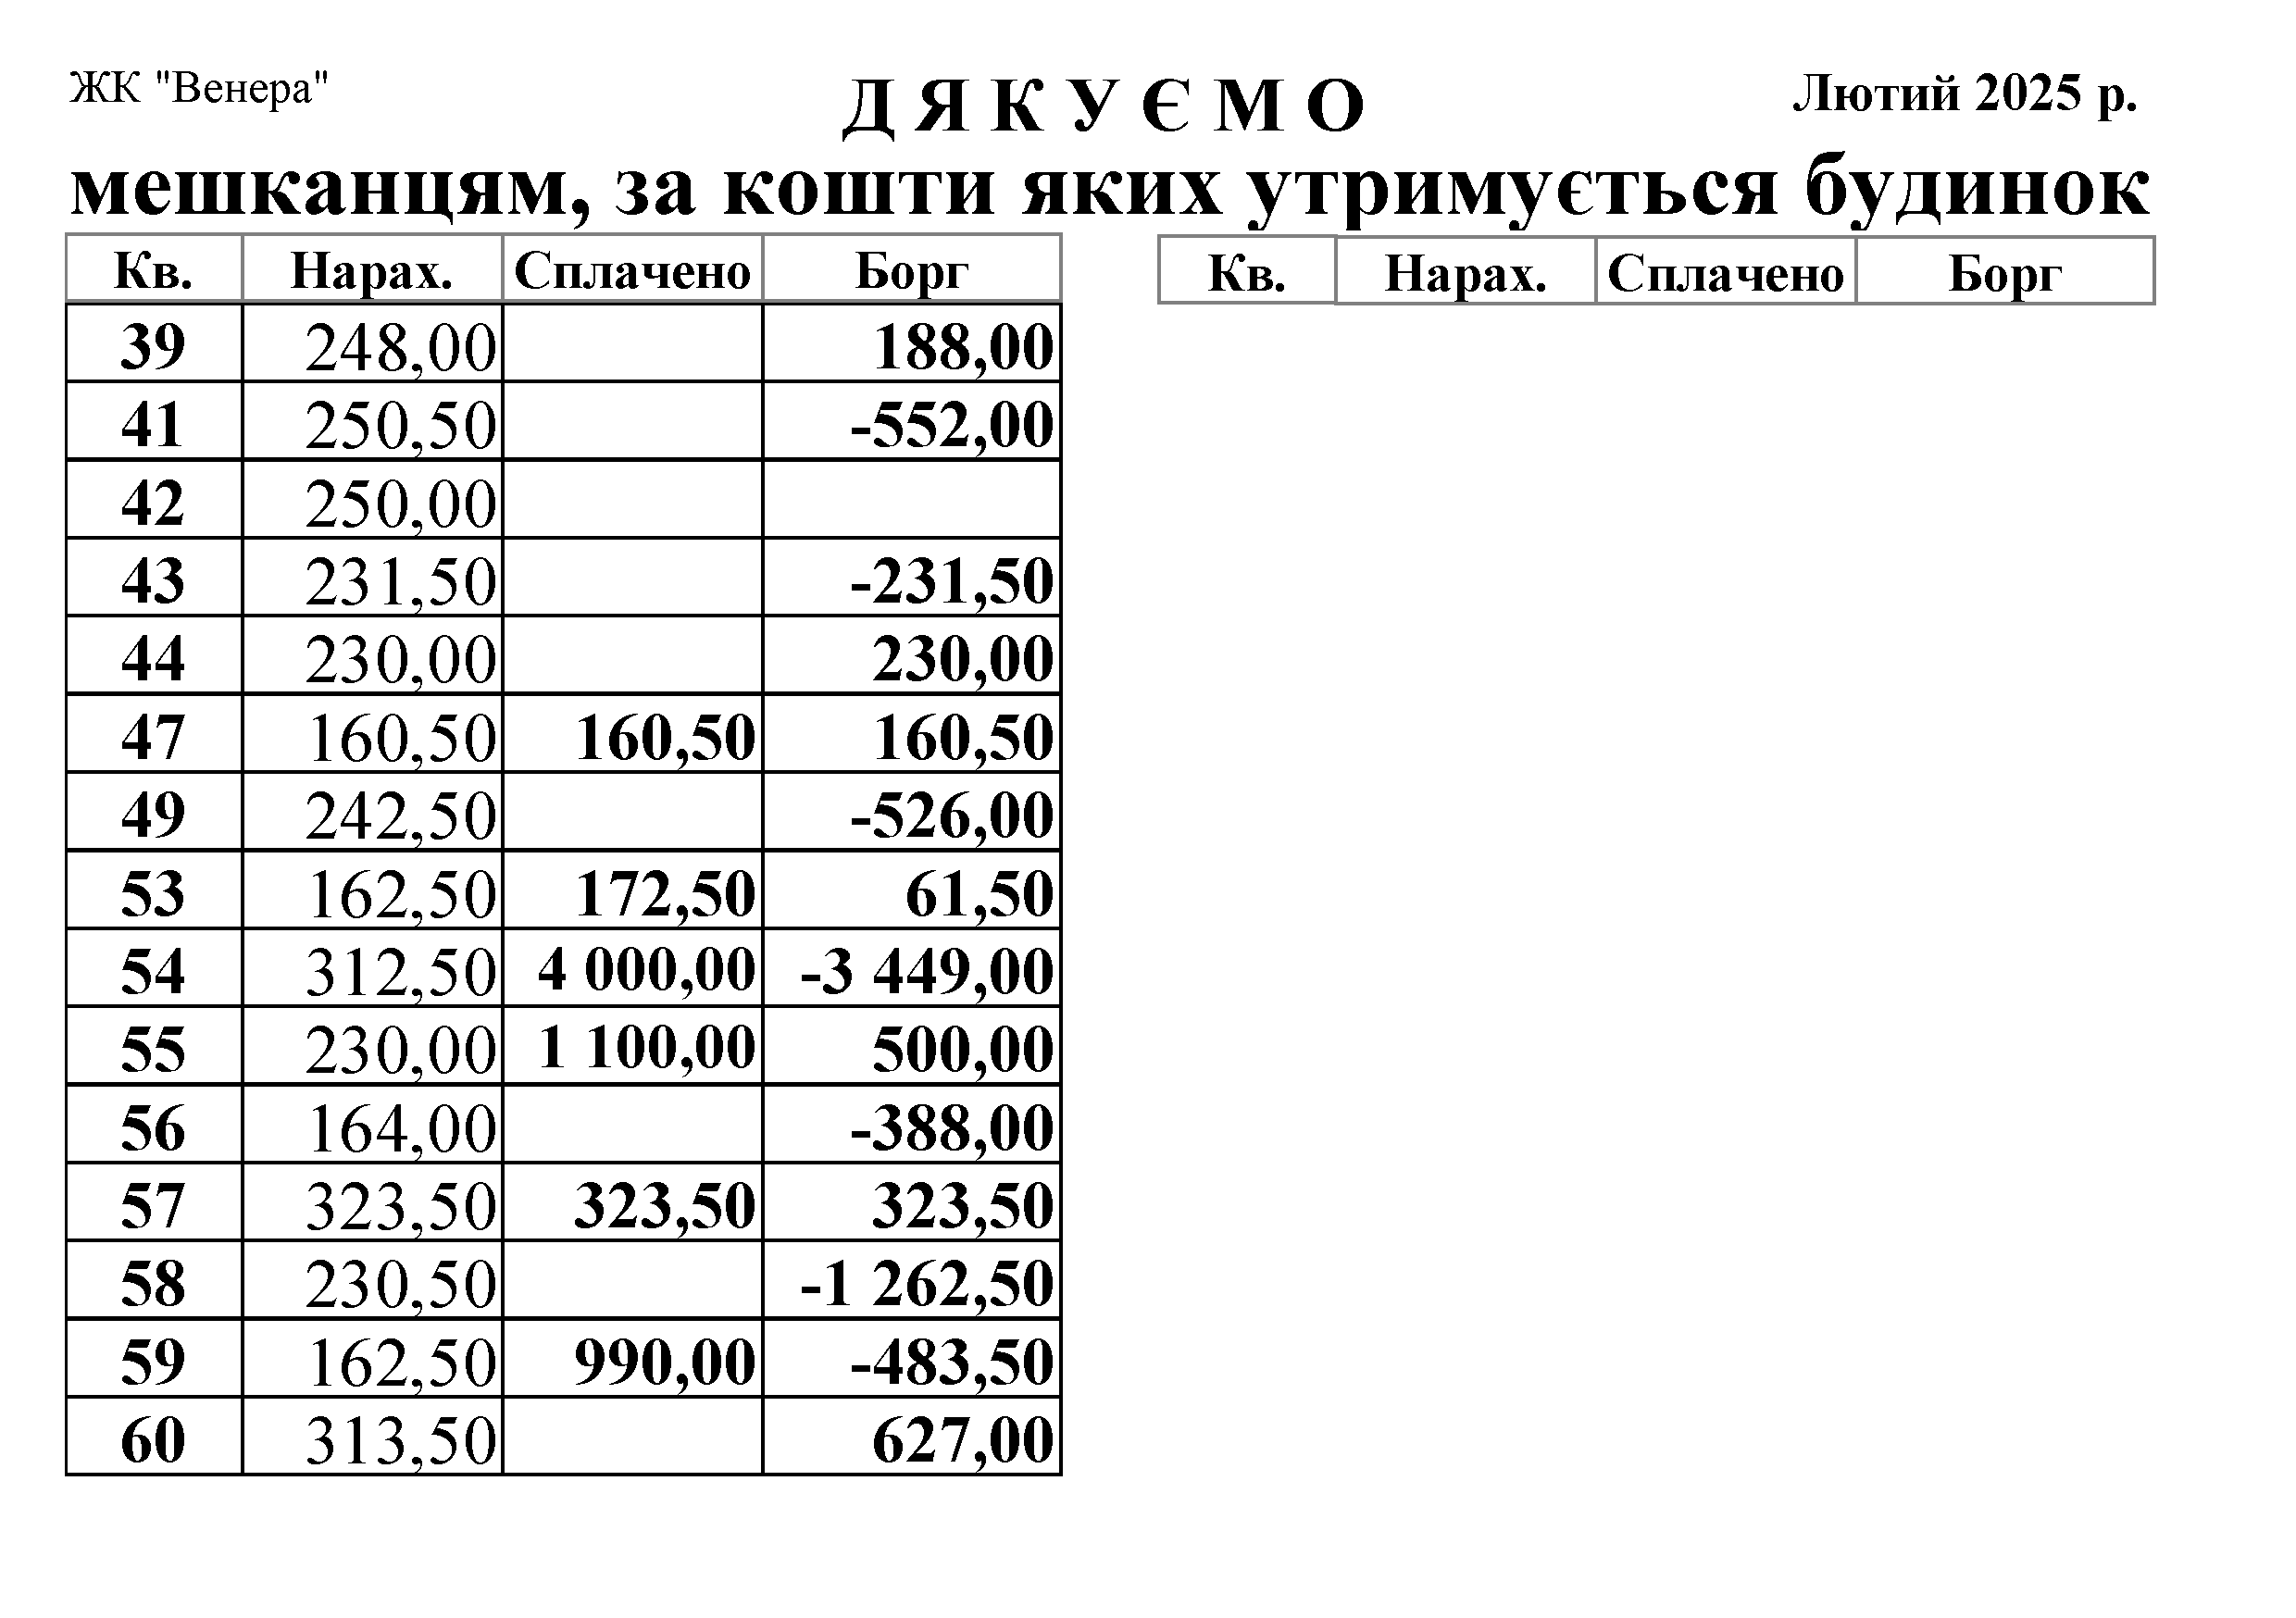 ЖК "Венера"
Д Я К У Є М О
Лютий 2025 р.
мешканцям, за кошти яких утримується будинок
Кв. Нарах. Сплачено Борг Кв. Нарах. Сплачено Борг
39 248,00 188,00
41 250,50 -552,00
42 250,00
43 231,50 -231,50
44 230,00 230,00
47 160,50 160,50 160,50
49 242,50 -526,00
53 162,50 172,50 61,50
54 312,50 4 000,00 -3 449,00
55 230,00 1 100,00 500,00
56 164,00 -388,00
57 323,50 323,50 323,50
58 230,50 -1 262,50
59 162,50 990,00 -483,50
60 313,50 627,00